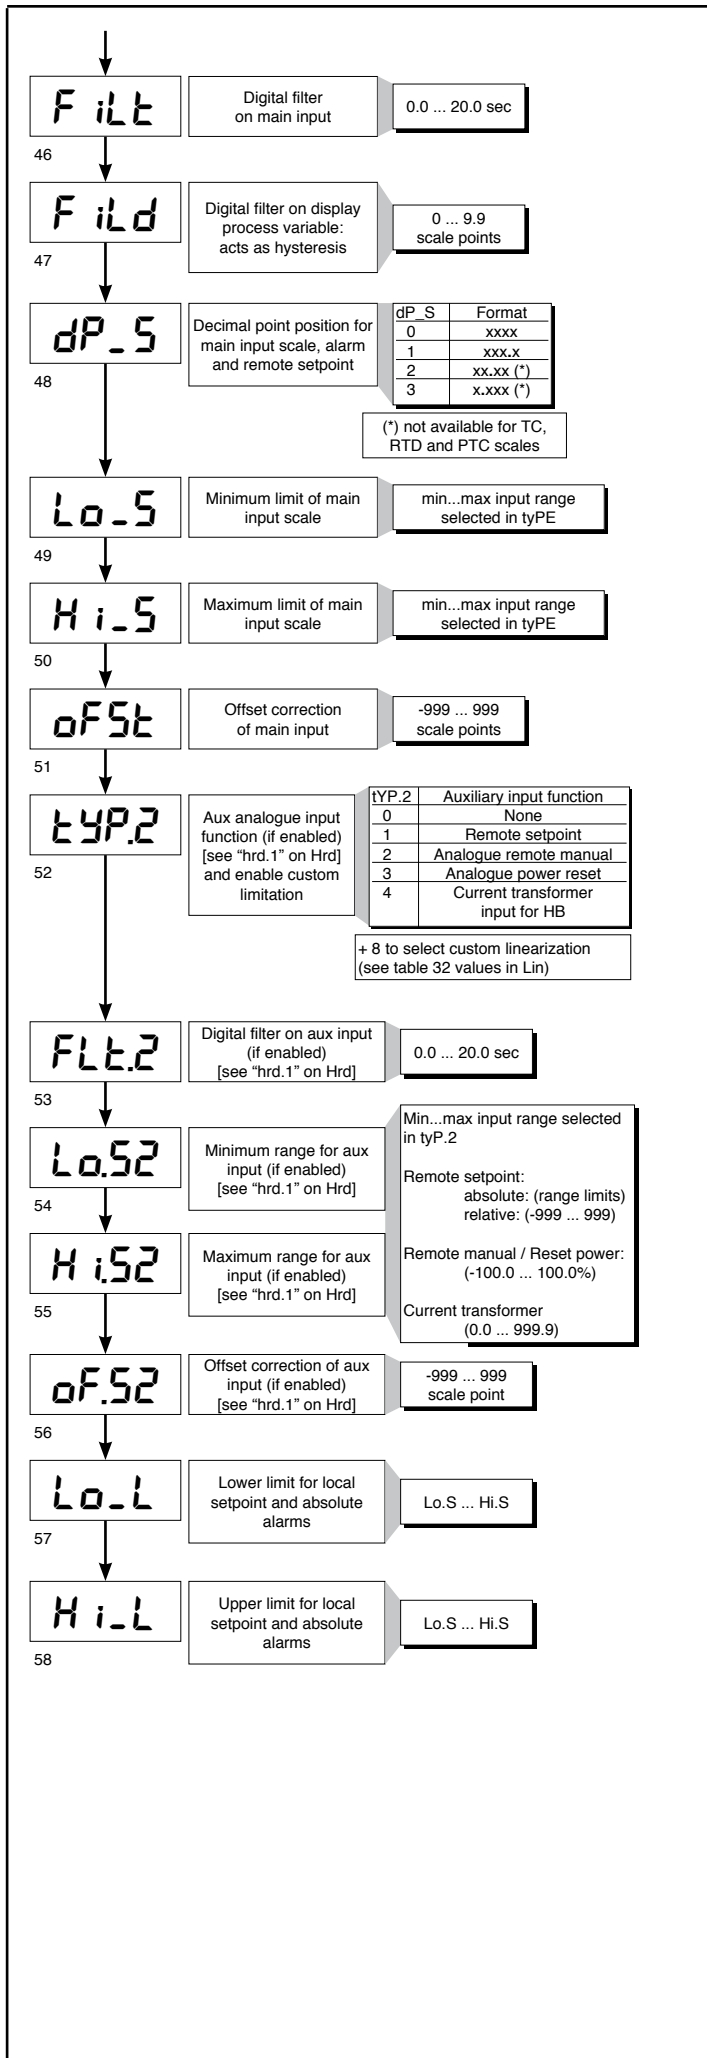 FiLt
Digital filter
on main input
0.0 ... 20.0 sec
46
FiLd
Digital filter on display
process variable:
acts as hysteresis
0 ... 9.9
scale points
47
dP_S
Decimal point position for
main input scale, alarm
and remote setpoint
dP_S Format
0 xxxx
1 xxx.x
2 xx.xx (*)
3 x.xxx (*)
48
(*) not available for TC,
RTD and PTC scales
Lo_S
Minimum limit of main
input scale
min...max input range
selected in tyPE
49
Hi_S
Maximum limit of main
input scale
min...max input range
selected in tyPE
50
oFSt
Offset correction
of main input
-999 ... 999
scale points
51
tYP.2
Aux analogue input
function (if enabled)
[see “hrd.1” on Hrd]
and enable custom
limitation
tYP.2 Auxiliary input function
0 None
1 Remote setpoint
2 Analogue remote manual
3 Analogue power reset
4 Current transformer
input for HB
52
+ 8 to select custom linearization
(see table 32 values in Lin)
FLt.2
Digital filter on aux input
(if enabled)
[see “hrd.1” on Hrd]
0.0 ... 20.0 sec
53
Lo.S2
Minimum range for aux
input (if enabled)
[see “hrd.1” on Hrd]
54
Hi.S2
Maximum range for aux
input (if enabled)
[see “hrd.1” on Hrd]
55
Min...max input range selected
in tyP.2
Remote setpoint:
absolute: (range limits)
relative: (-999 ... 999)
Remote manual / Reset power:
(-100.0 ... 100.0%)
Current transformer
(0.0 ... 999.9)
oF.S2
Offset correction of aux
input (if enabled)
[see “hrd.1” on Hrd]
-999 ... 999
scale point
56
Lo_L
Lower limit for local
setpoint and absolute
alarms
Lo.S ... Hi.S
57
Hi_L
Upper limit for local
setpoint and absolute
alarms
Lo.S ... Hi.S
58